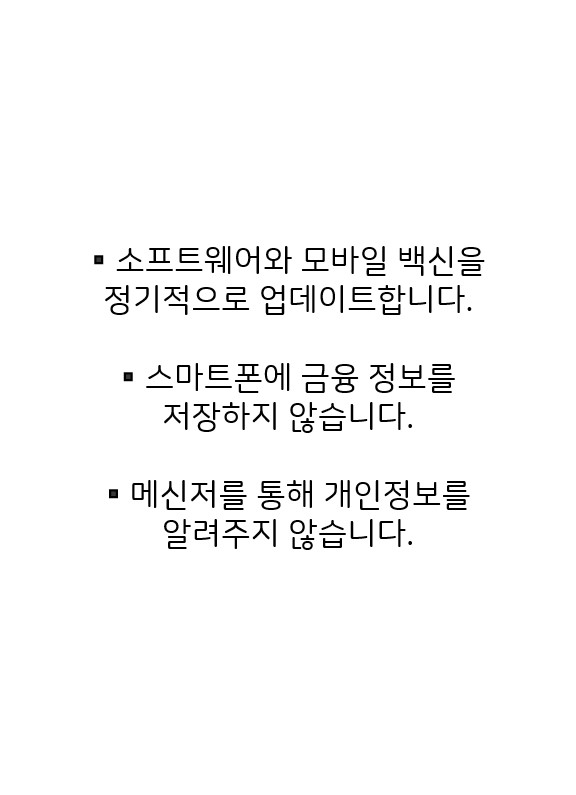 ▪ 소프트웨어와 모바일 백신을
정기적으로 업데이트합니다.
▪ 스마트폰에 금융 정보를
저장하지 않습니다.
▪ 메신저를 통해 개인정보를
알려주지 않습니다.